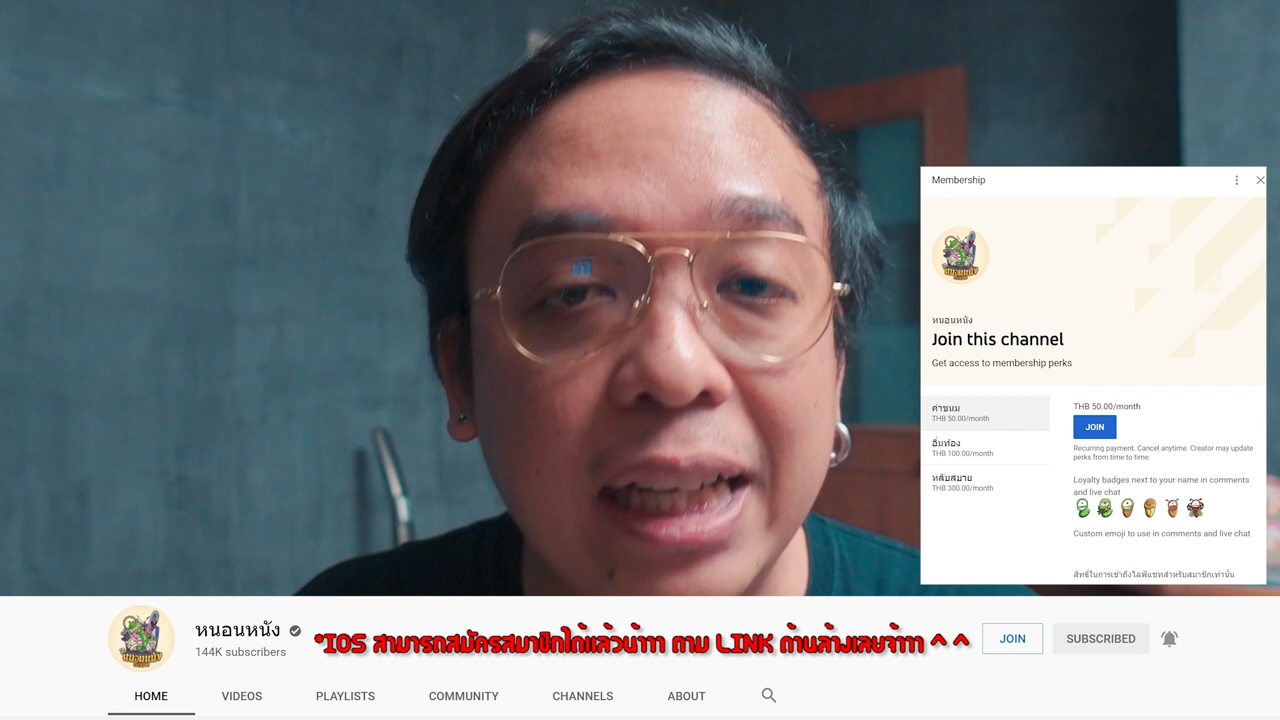 Membership
หนอนหนัง
Join this channel
Get access to membership perks
ค่าขนม
THB 50.00/month
อิ่มท้อง
THB 100.00/month
หลับสบาย
THB 300.00/month
THB 50.00/month
JOIN
Recurring payment. Cancel anytime. Creator may update
perks from time to time.
Loyalty badges next to your name in comments
and live chat
Custom emoji to use in comments and live chat
สิทธิ์ในการเข้าถึงไลฟ์แชทสำหรับสมาชิกเท่านั้น
หนอนหนัง
144K subscribers
*IOS สามารถสมัครสมาชิกได้แล้วน้าาา ตาม LINK ด้านล่างเลยจ้าาา ^ ^
JOIN
SUBSCRIBED
HOME VIDEOS PLAYLISTS COMMUNITY CHANNELS ABOUT